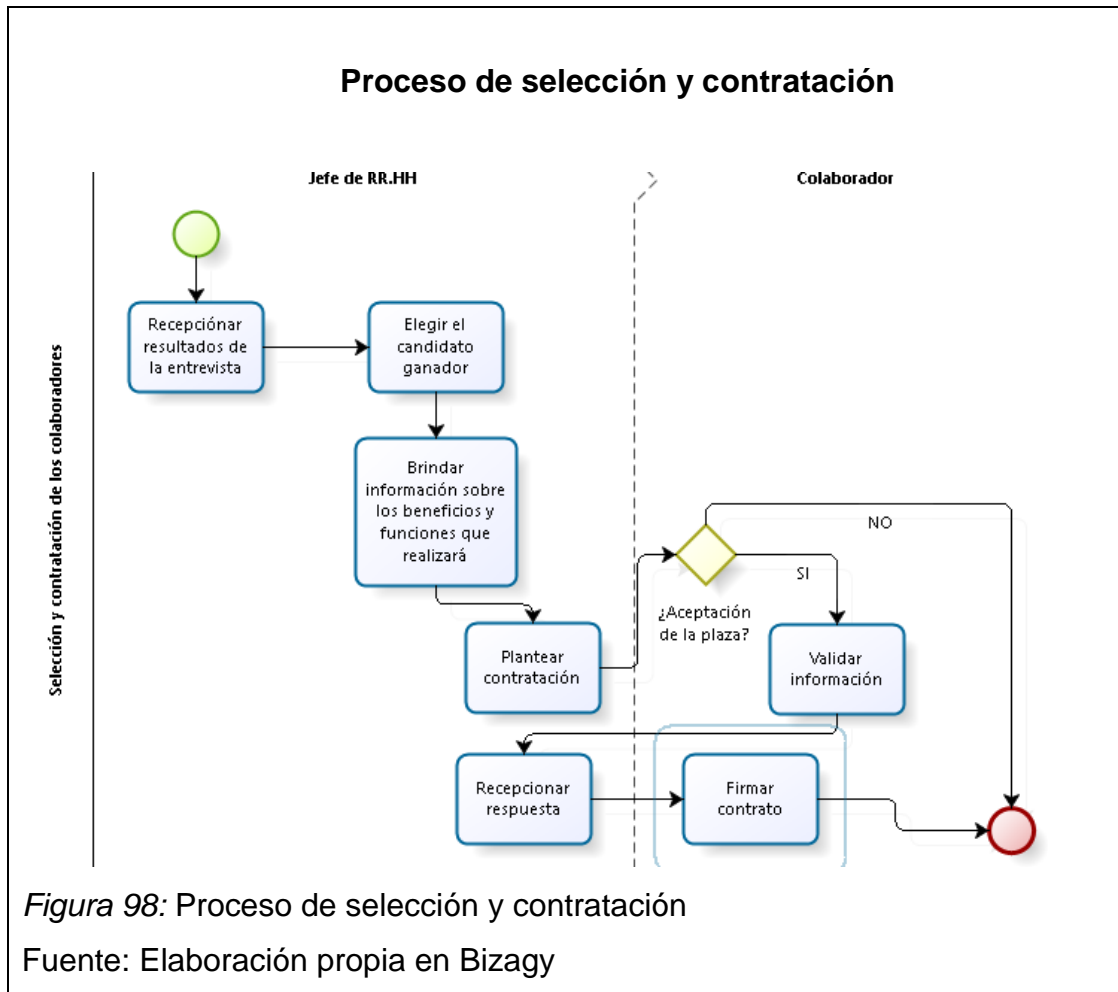 Proceso de selección y contratación
Jefe de RR.HH
Colaborador
Selección y contratación de los colaboradores
Recepciónar
resultados de
la entrevista
Elegir el
candidato
ganador
Brindar
información sobre
los beneficios y
funciones que
realizará
Plantear
contratación
¿Aceptación
de la plaza?
NO
SI
Validar
información
Recepcionar
respuesta
Firmar
contrato
Figura 98: Proceso de selección y contratación
Fuente: Elaboración propia en Bizagy